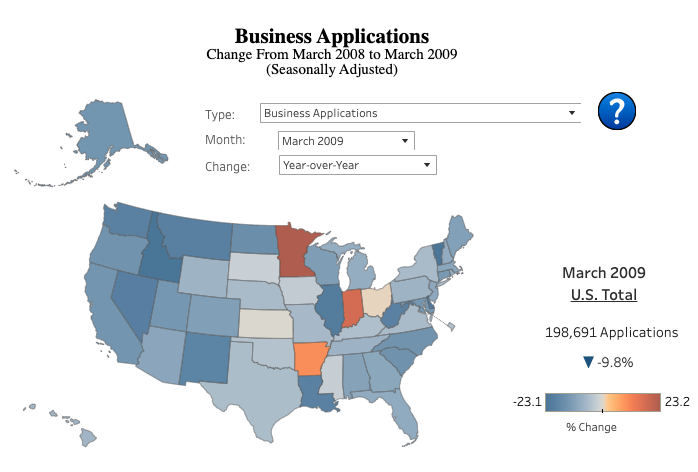 Business Applications
Change From March 2008 to March 2009
(Seasonally Adjusted)
Type: Business Applications
?
Month: March 2009
Change: Year-over-Year
March 2009
U.S. Total
198,691 Applications
▼ -9.8%
-23.1 23.2
% Change